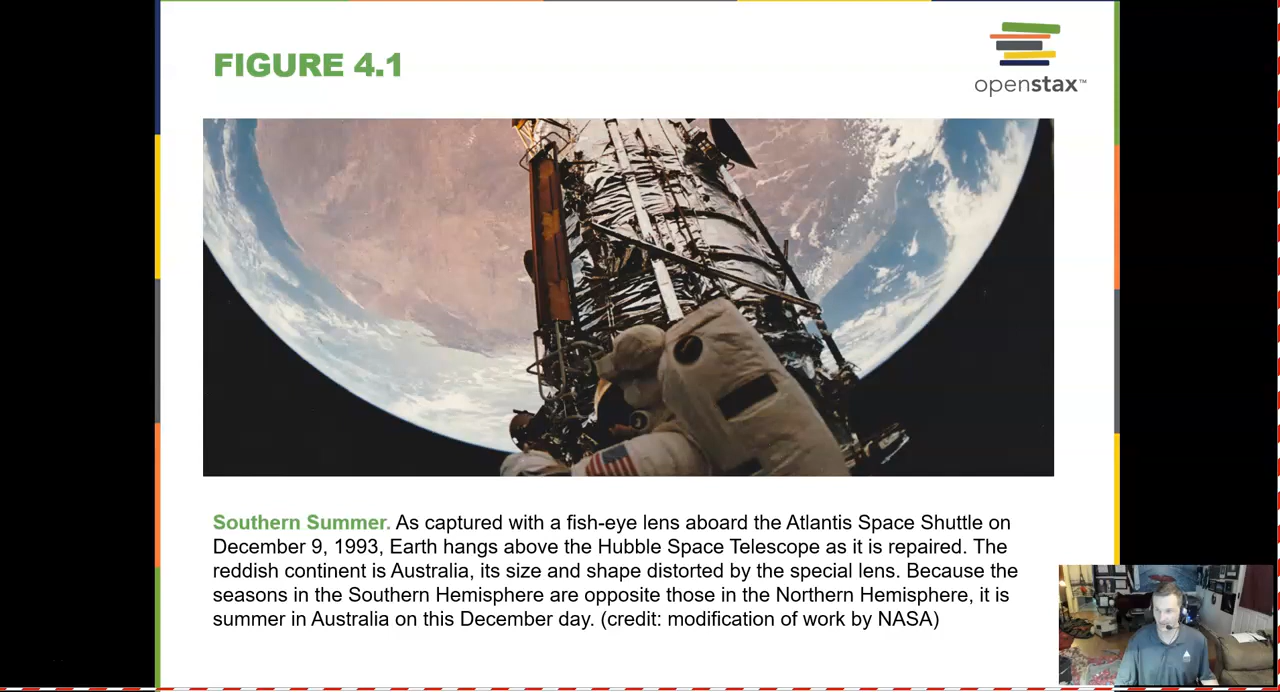 FIGURE 4.1
openstax™
Southern Summer. As captured with a fish-eye lens aboard the Atlantis Space Shuttle on
December 9, 1993, Earth hangs above the Hubble Space Telescope as it is repaired. The
reddish continent is Australia, its size and shape distorted by the special lens. Because the
seasons in the Southern Hemisphere are opposite those in the Northern Hemisphere, it is
summer in Australia on this December day. (credit: modification of work by NASA)